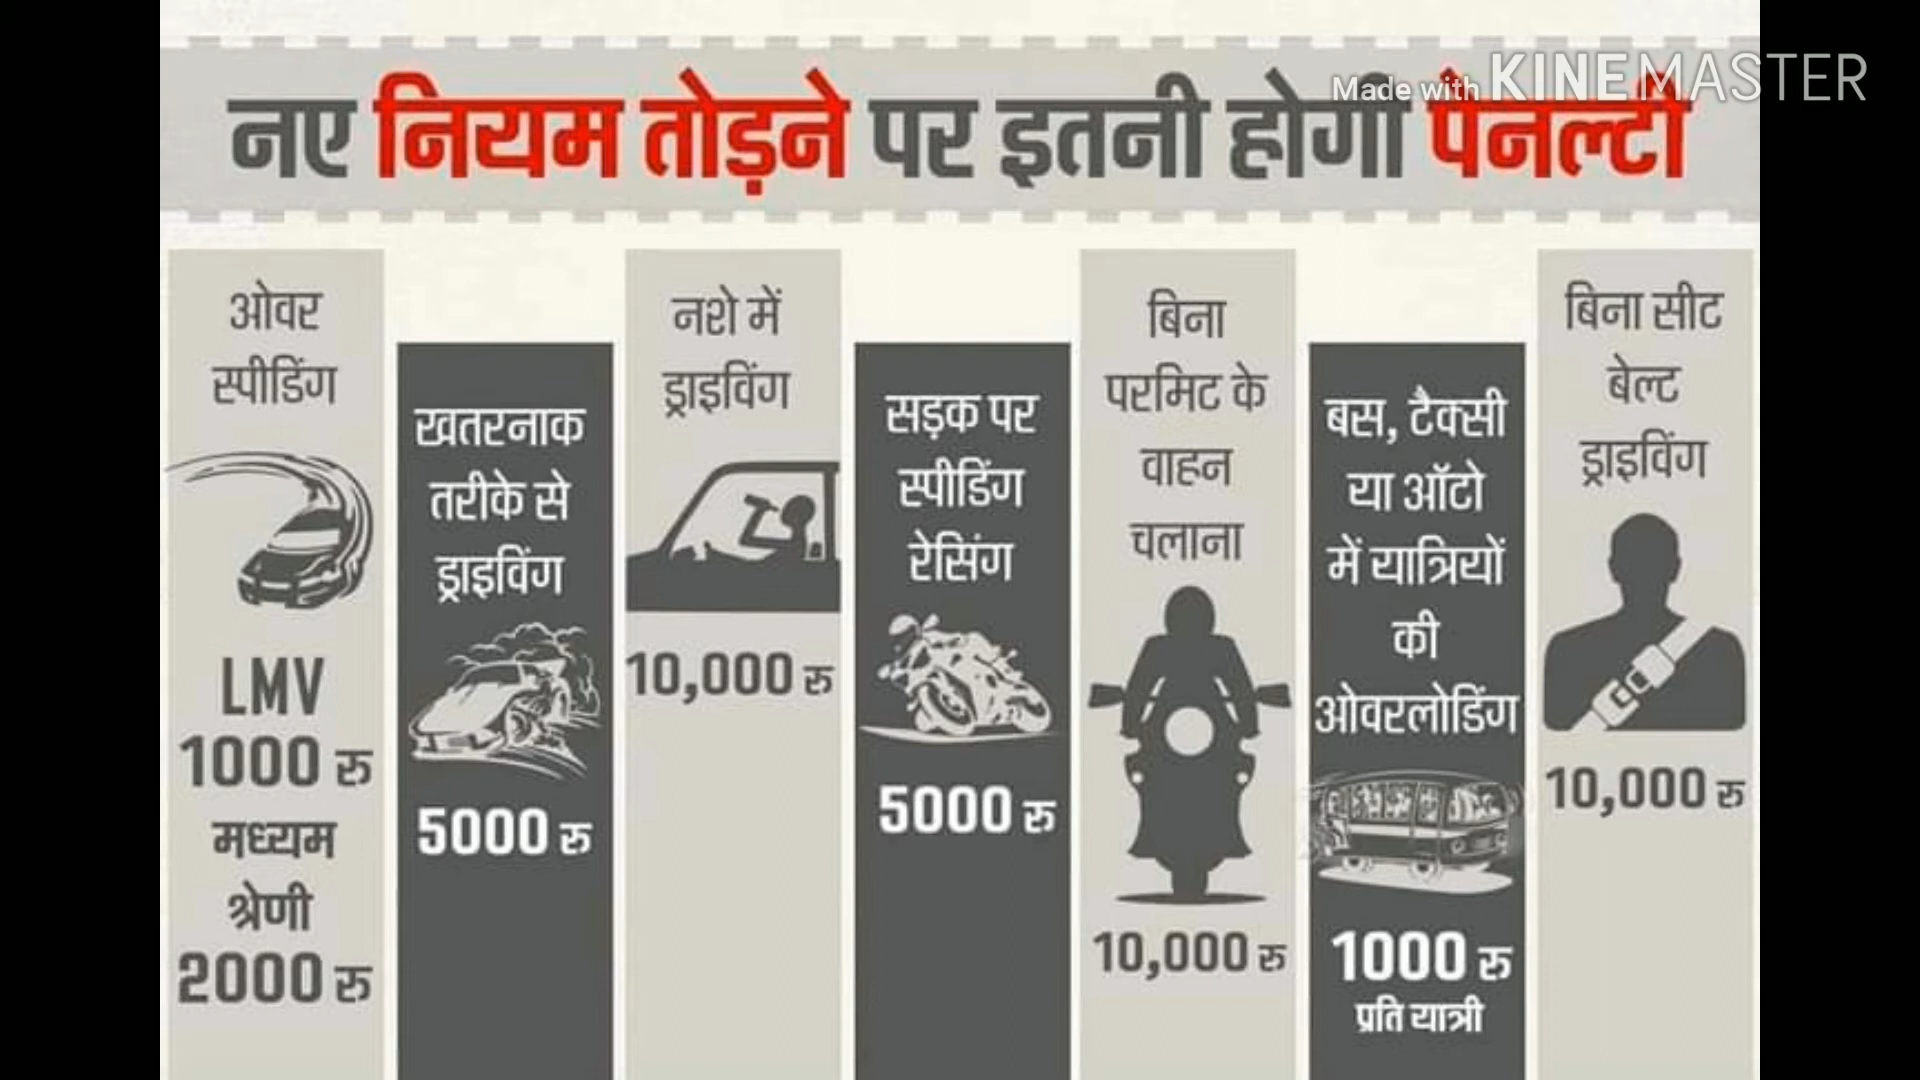 Made with KINEMASTER
नए नियम तोड़ने पर इतनी होगी पेनल्टी
ओवर
स्पीडिंग
LMV
1000 रु
मध्यम
श्रेणी
2000 रु
खतरनाक
तरीके से
ड्राइविंग
5000 रु
नशे में
ड्राइविंग
10,000 रु
सड़क पर
स्पीडिंग
रेसिंग
5000 रु
बिना
परमिट के
वाहन
चलाना
10,000 रु
बस, टैक्सी
या ऑटो
में यात्रियों
की
ओवरलोडिंग
1000 रु
प्रति यात्री
बिना सीट
बेल्ट
ड्राइविंग
10,000 रु